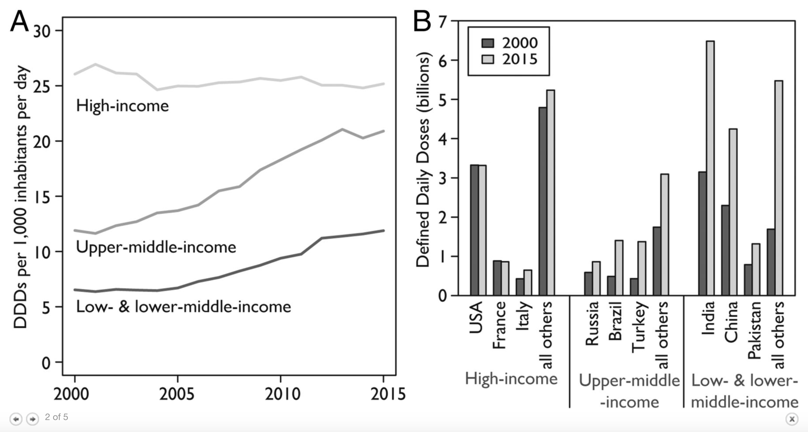 A
30
25
20
15
10
5
0
DDDs per 1,000 inhabitants per day
High-income
Upper-middle-income
Low- & lower-middle-income
2000
2005
2010
2015
B
7
6
5
4
3
2
1
0
Defined Daily Doses (billions)
2000
2015
USA
France
Italy
all others
Russia
Brazil
Turkey
all others
India
China
Pakistan
all others
High-income
Upper-middle
-income
Low- & lower-
middle-income
2 of 5